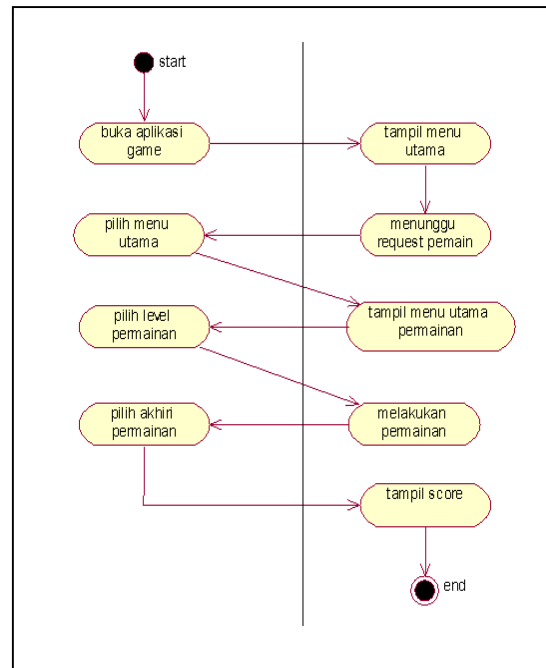 start
buka aplikasi
game
tampil menu
utama
menunggu
request pemain
pilih menu
utama
tampil menu utama
permainan
pilih level
permainan
melakukan
permainan
pilih akhiri
permainan
tampil score
end